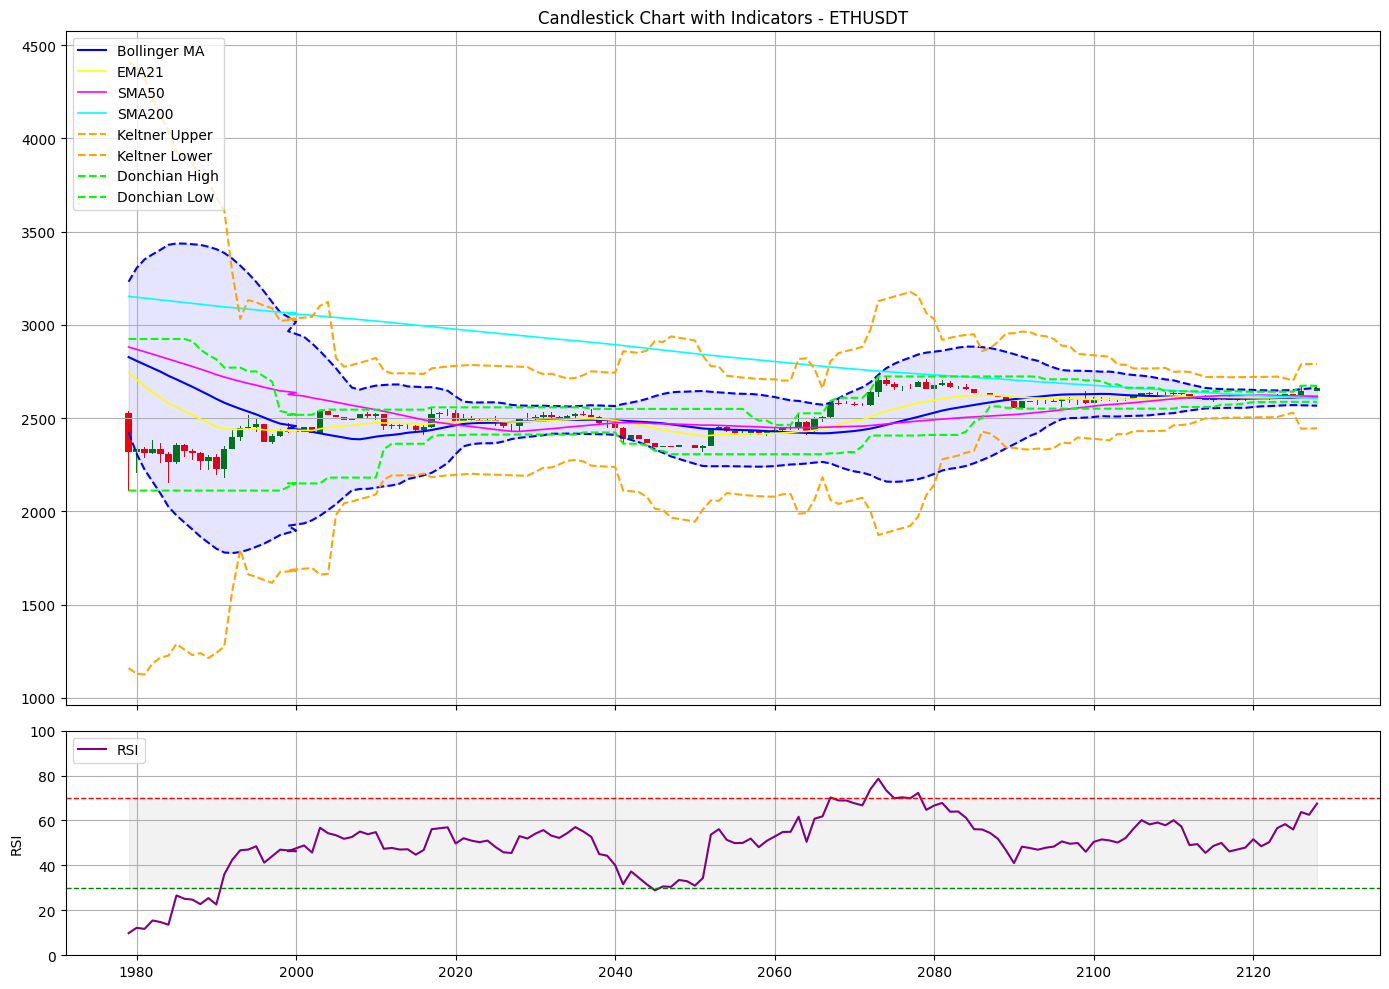 Candlestick Chart with Indicators - ETHUSDT
4500
4000
3500
3000
2500
2000
1500
1000
Bollinger MA
EMA21
SMA50
SMA200
Keltner Upper
Keltner Lower
Donchian High
Donchian Low
100
80
60
40
20
0
RSI
RSI
1980
2000
2020
2040
2060
2080
2100
2120